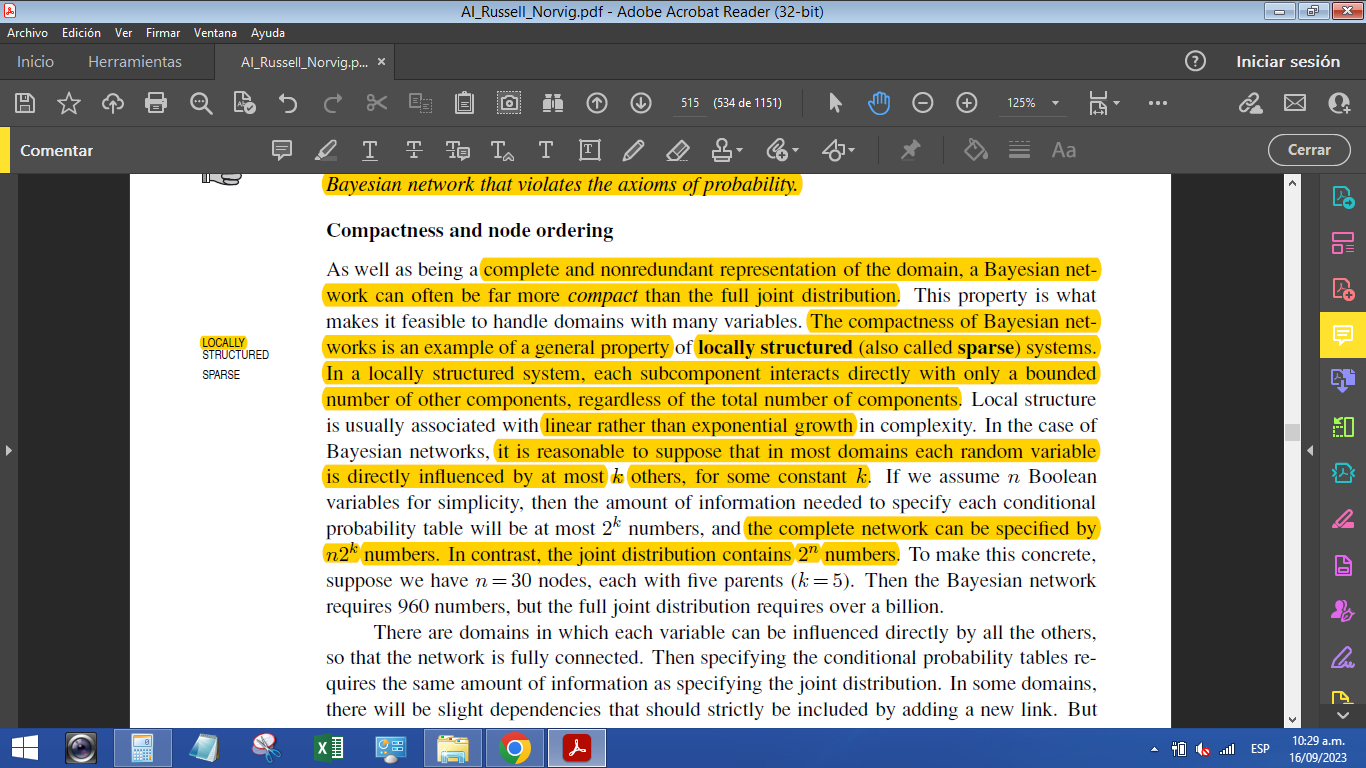 AI_Russell_Norvig.pdf - Adobe Acrobat Reader (32-bit)
Archivo Edición Ver Firmar Ventana Ayuda
Inicio Herramientas AI_Russell_Norvig.p... × Iniciar sesión
515 (534 de 1151) 125%
Comentar Aa Cerrar
Bayesian network that violates the axioms of probability.
Compactness and node ordering
As well as being a complete and nonredundant representation of the domain, a Bayesian net-
work can often be far more compact than the full joint distribution. This property is what
makes it feasible to handle domains with many variables. The compactness of Bayesian net-
LOCALLY
STRUCTURED
works is an example of a general property of locally structured (also called sparse) systems.
SPARSE
In a locally structured system, each subcomponent interacts directly with only a bounded
number of other components, regardless of the total number of components. Local structure
is usually associated with linear rather than exponential growth in complexity. In the case of
Bayesian networks, it is reasonable to suppose that in most domains each random variable
is directly influenced by at most k others, for some constant k. If we assume n Boolean
variables for simplicity, then the amount of information needed to specify each conditional
probability table will be at most 2^k numbers, and the complete network can be specified by
n2^k numbers. In contrast, the joint distribution contains 2^n numbers. To make this concrete,
suppose we have n = 30 nodes, each with five parents (k = 5). Then the Bayesian network
requires 960 numbers, but the full joint distribution requires over a billion.
There are domains in which each variable can be influenced directly by all the others,
so that the network is fully connected. Then specifying the conditional probability tables re-
quires the same amount of information as specifying the joint distribution. In some domains,
there will be slight dependencies that should strictly be included by adding a new link. But
ESP
10:29 a.m.
16/09/2023